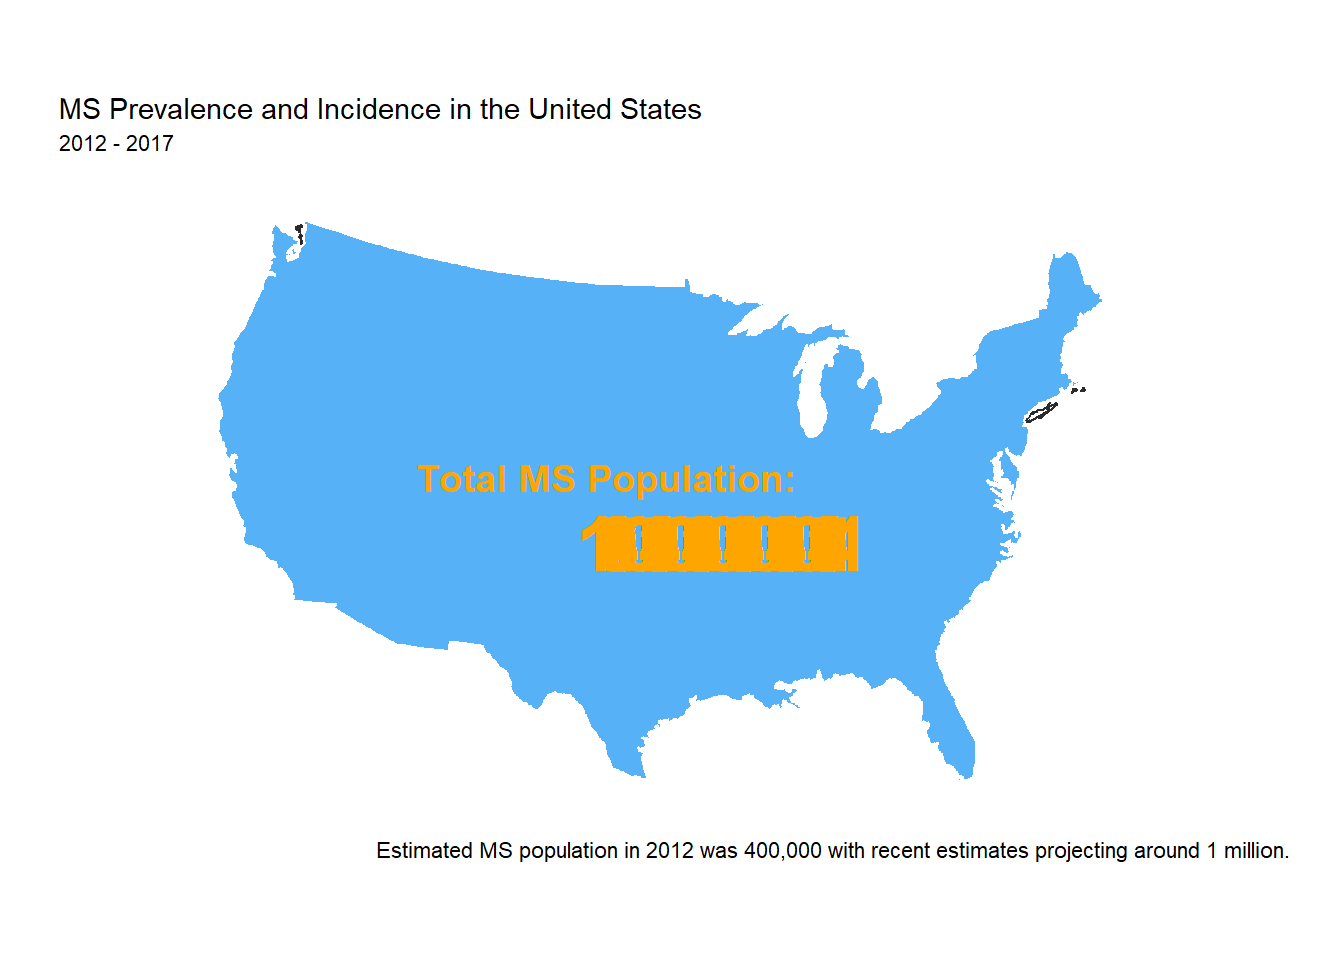 MS Prevalence and Incidence in the United States
2012 - 2017
Total MS Population:
Estimated MS population in 2012 was 400,000 with recent estimates projecting around 1 million.